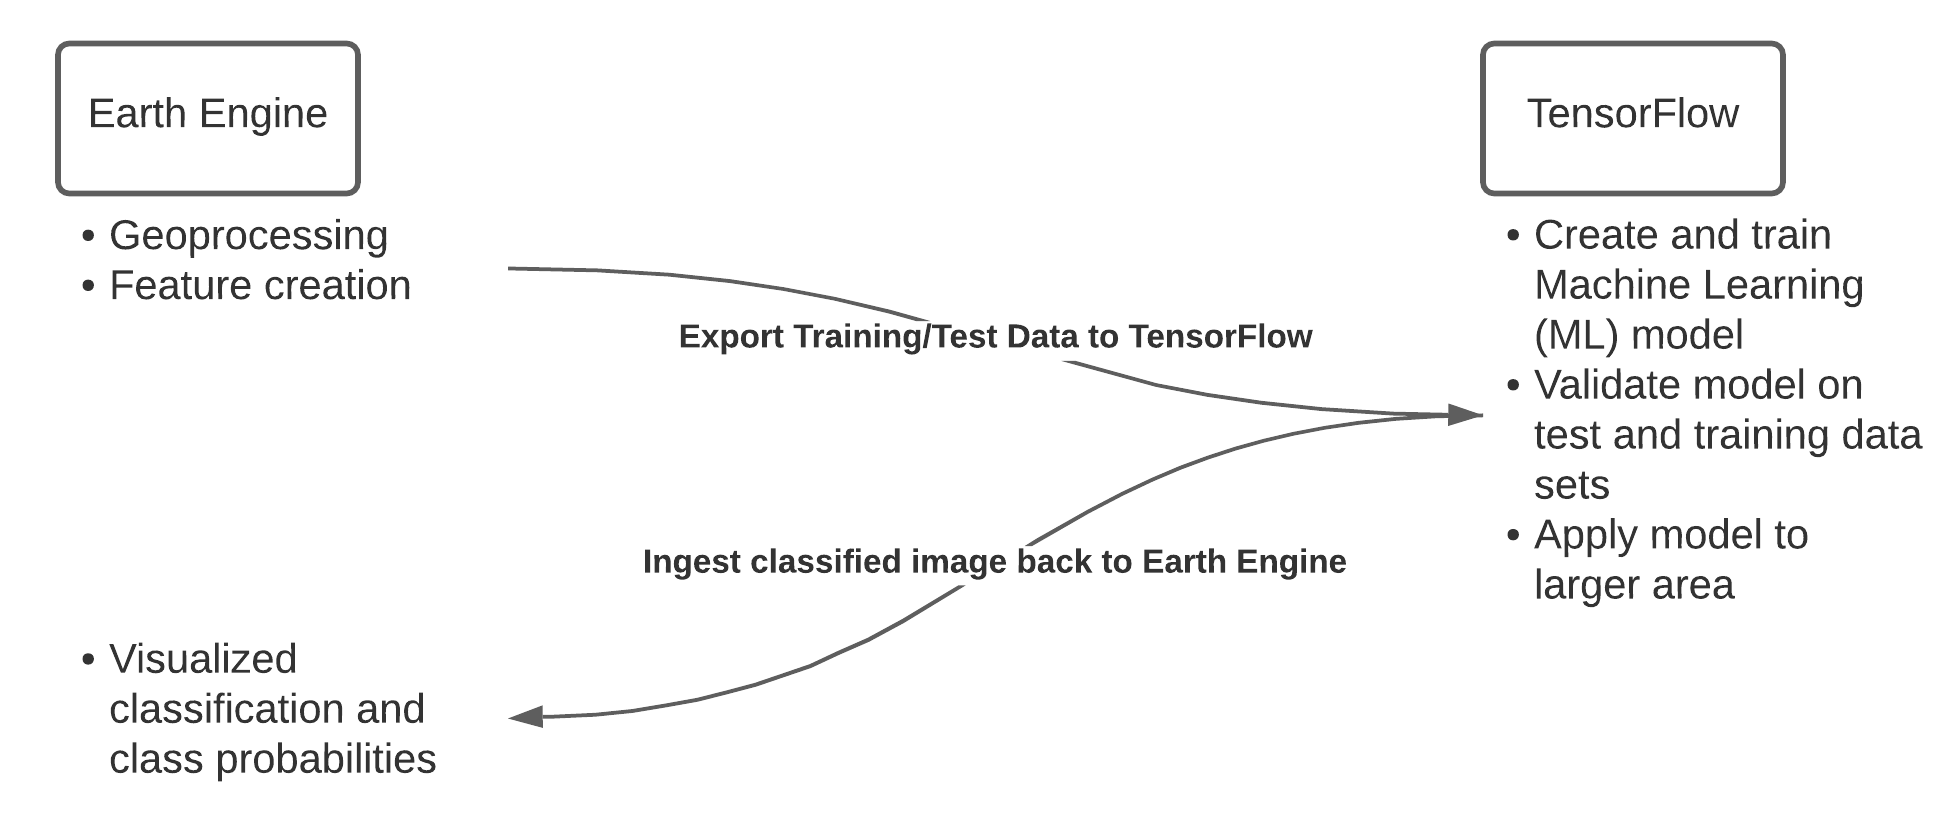 Earth Engine
• Geoprocessing
• Feature creation
Export Training/Test Data to TensorFlow
TensorFlow
• Create and train
Machine Learning
(ML) model
• Validate model on
test and training data
sets
• Apply model to
larger area
Ingest classified image back to Earth Engine
• Visualized
classification and
class probabilities